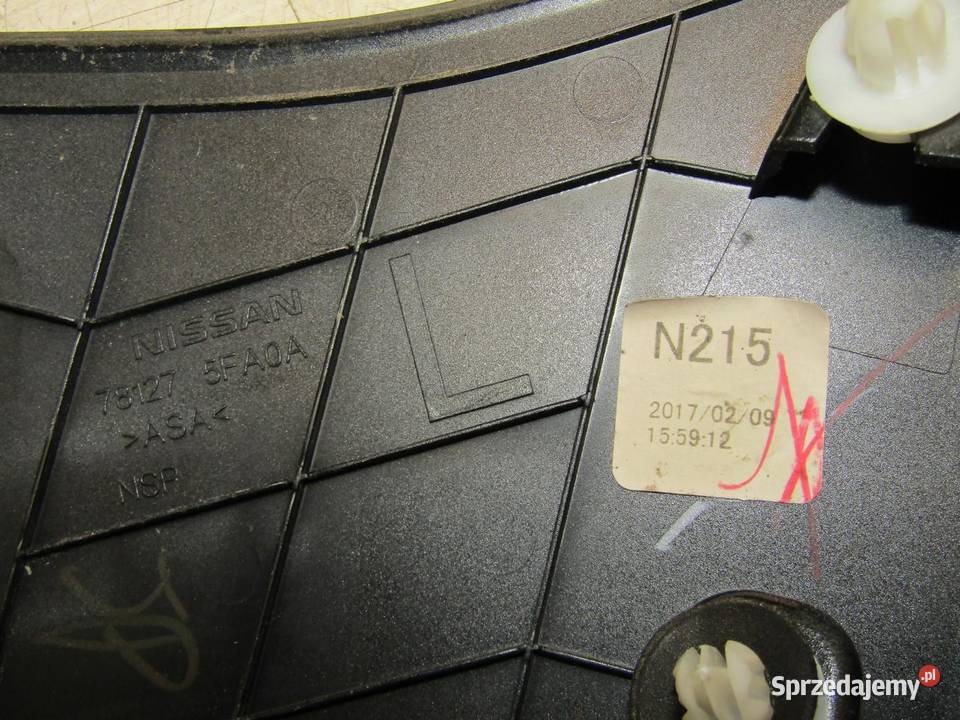 NISSAN
78127 5FA0A
>ASA<
NSP
L
N215
2017/02/09
15:59:12
Sprzedajemy.pl